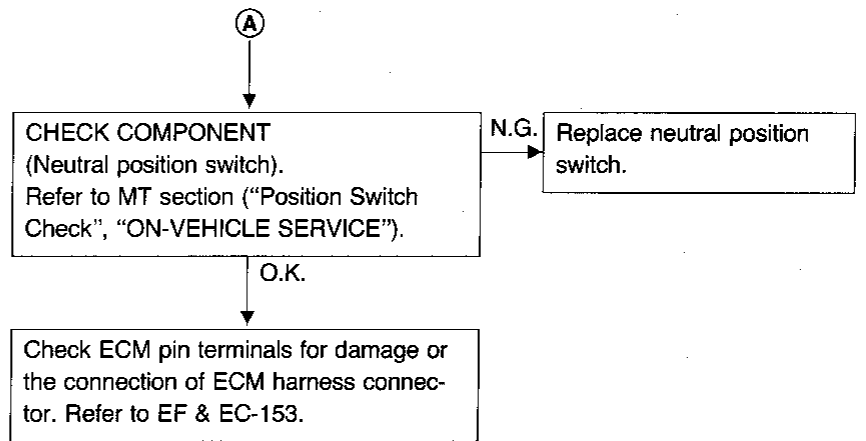 A
CHECK COMPONENT
(Neutral position switch).
Refer to MT section (“Position Switch
Check”, “ON-VEHICLE SERVICE”).
N.G.
Replace neutral position
switch.
O.K.
Check ECM pin terminals for damage or
the connection of ECM harness connec-
tor. Refer to EF & EC-153.